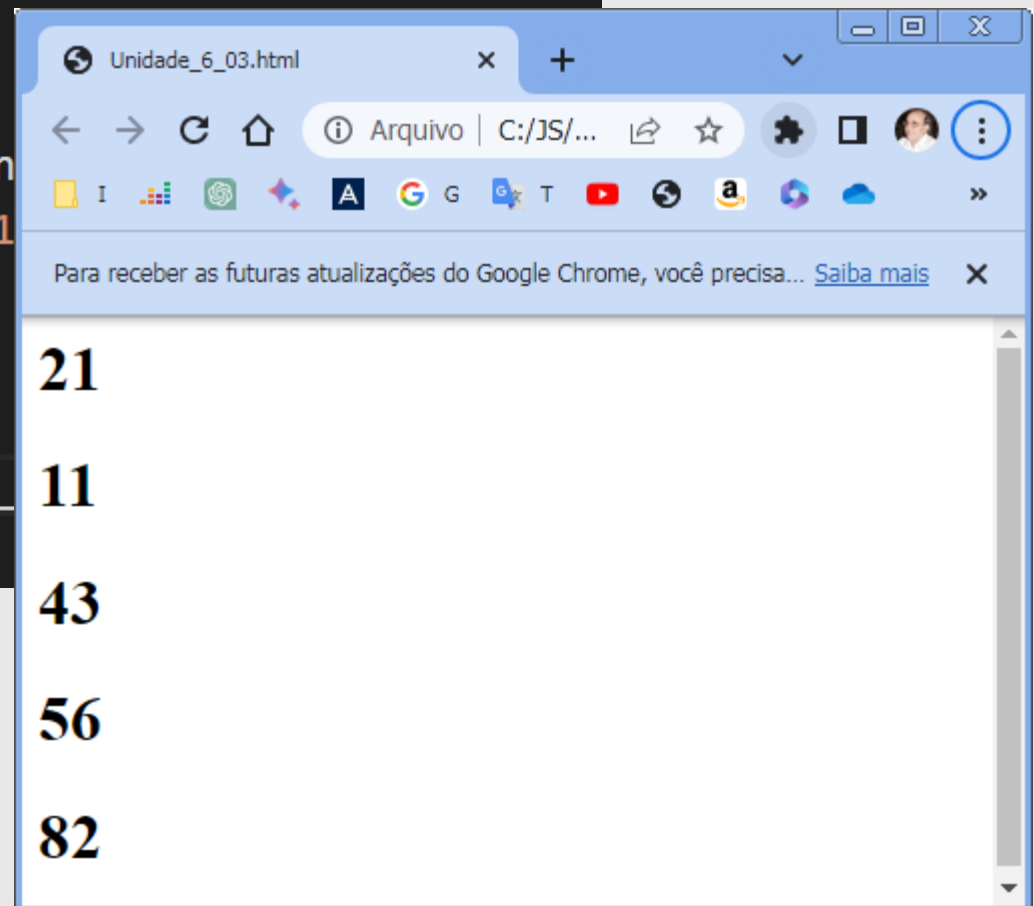 Unidade_6_03.html
Arquivo | C:/JS/...
I A G G T a
Para receber as futuras atualizações do Google Chrome, você precisa... Saiba mais
21
11
43
56
82